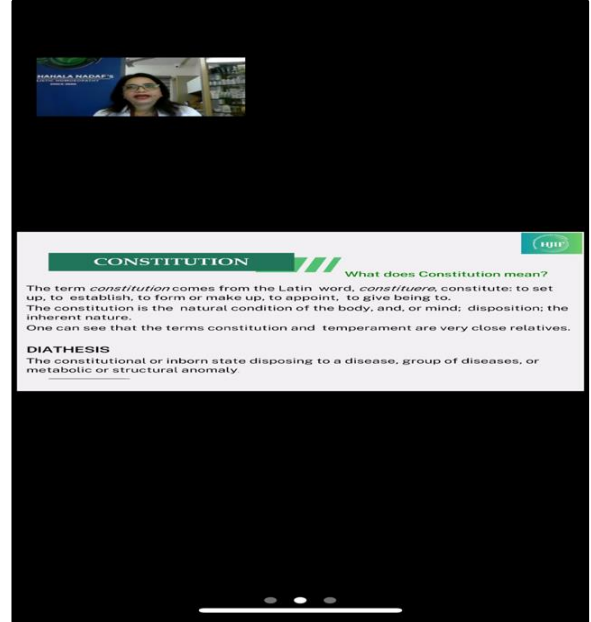 NADAF'S
HJIF
CONSTITUTION
What does Constitution mean?
The term constitution comes from the Latin word, constituere, constitute: to set
up, to establish, to form or make up, to appoint, to give being to.
The constitution is the natural condition of the body, and, or mind; disposition; the
inherent nature.
One can see that the terms constitution and temperament are very close relatives.
DIATHESIS
The constitutional or inborn state disposing to a disease, group of diseases, or
metabolic or structural anomaly.